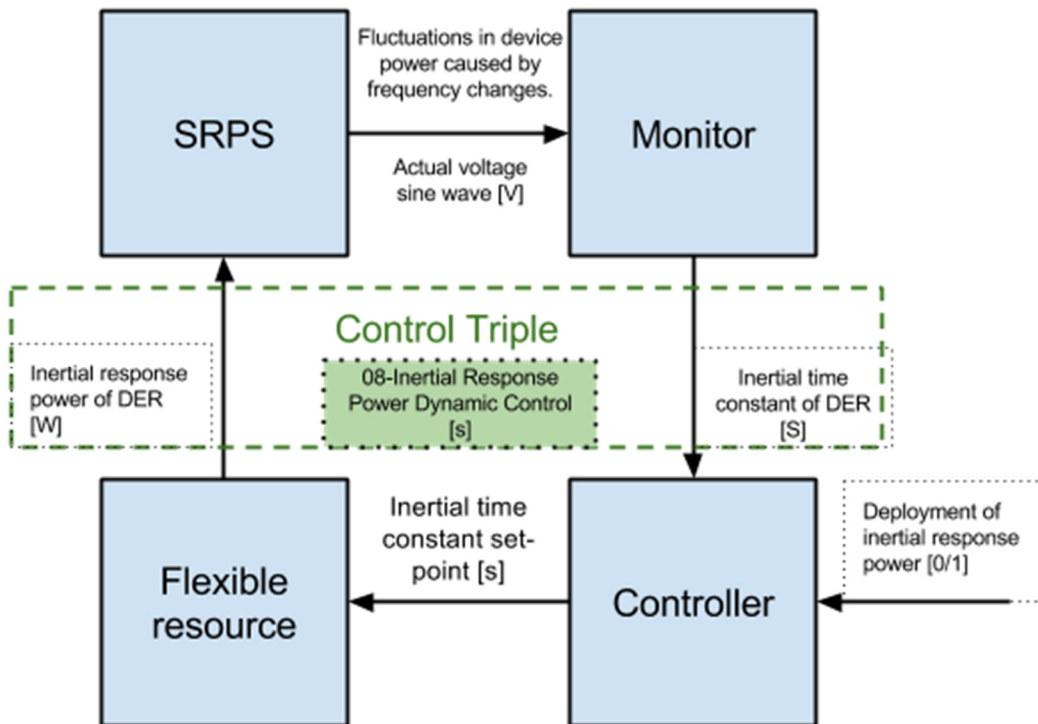 Fluctuations in device
power caused by
frequency changes.
SRPS
Monitor
Actual voltage
sine wave [V]
Control Triple
Inertial response
power of DER
[W]
08-Inertial Response
Power Dynamic Control
[s]
Inertial time
constant of DER
[S]
Inertial time
constant set-
point [s]
Deployment of
inertial response
power [0/1]
Flexible
resource
Controller